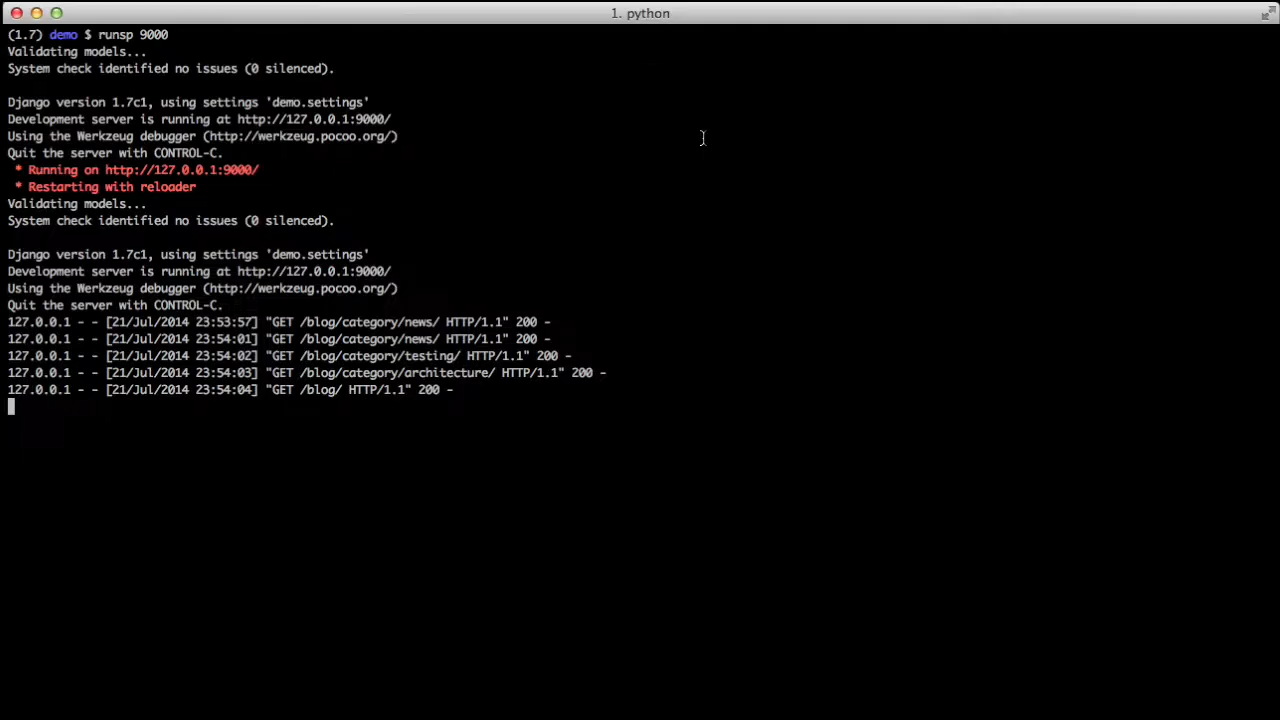 1. python
(1.7) demo $ runsp 9000
Validating models...
System check identified no issues (0 silenced).
Django version 1.7c1, using settings 'demo.settings'
Development server is running at http://127.0.0.1:9000/
Using the Werkzeug debugger (http://werkzeug.pocoo.org/)
Quit the server with CONTROL-C.
* Running on http://127.0.0.1:9000/
* Restarting with reloader
Validating models...
System check identified no issues (0 silenced).
Django version 1.7c1, using settings 'demo.settings'
Development server is running at http://127.0.0.1:9000/
Using the Werkzeug debugger (http://werkzeug.pocoo.org/)
Quit the server with CONTROL-C.
127.0.0.1 - - [21/Jul/2014 23:53:57] "GET /blog/category/news/ HTTP/1.1" 200 -
127.0.0.1 - - [21/Jul/2014 23:54:01] "GET /blog/category/news/ HTTP/1.1" 200 -
127.0.0.1 - - [21/Jul/2014 23:54:02] "GET /blog/category/testing/ HTTP/1.1" 200 -
127.0.0.1 - - [21/Jul/2014 23:54:03] "GET /blog/category/architecture/ HTTP/1.1" 200 -
127.0.0.1 - - [21/Jul/2014 23:54:04] "GET /blog/ HTTP/1.1" 200 -